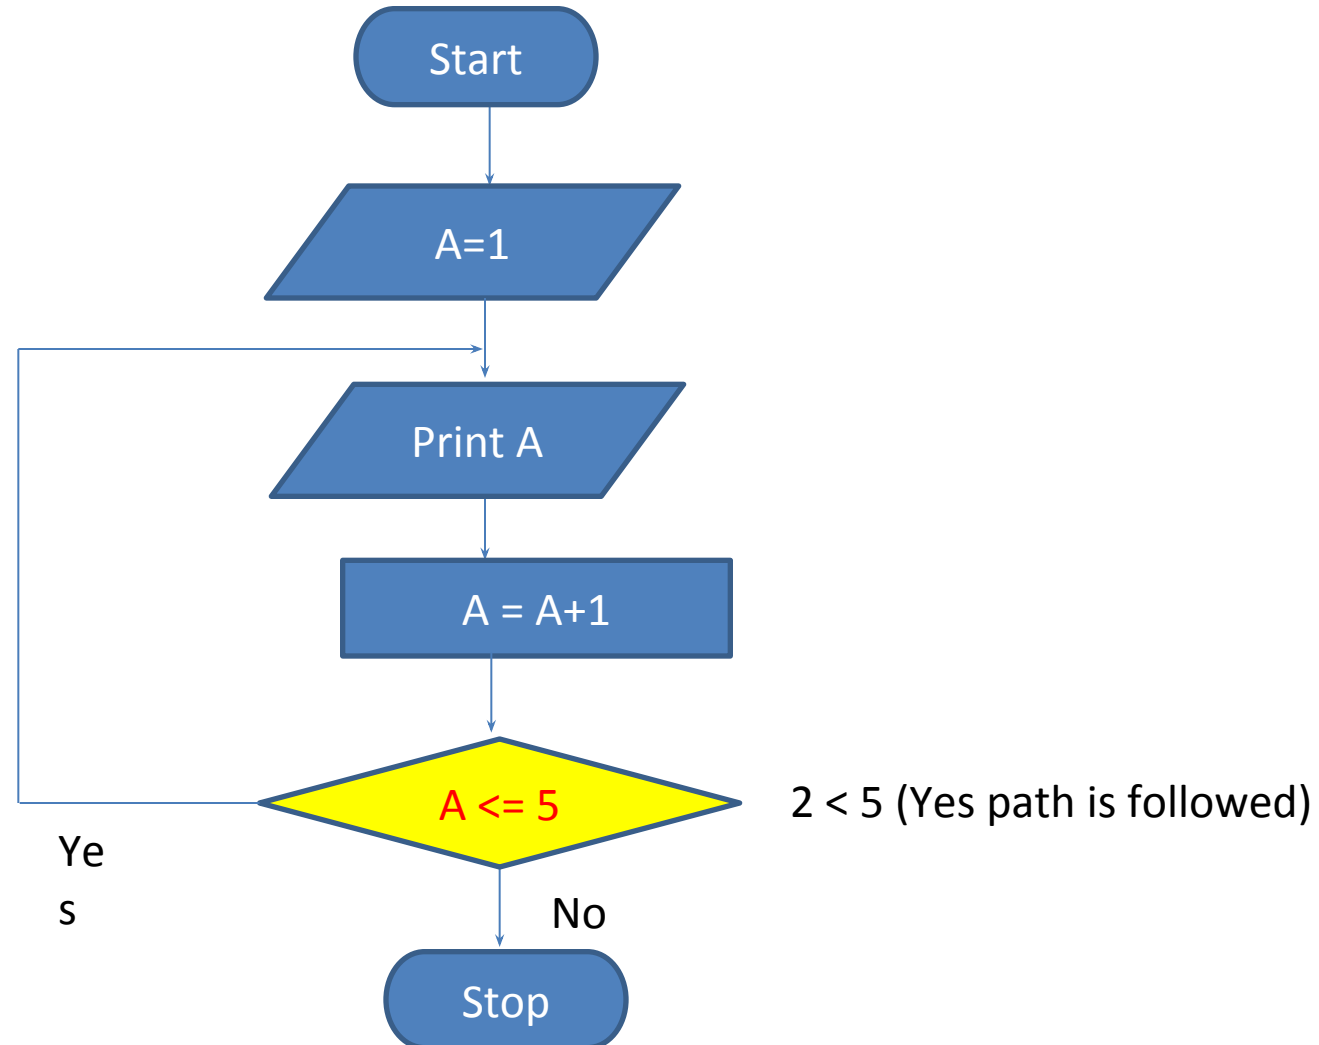 Start
A=1
Print A
A = A+1
A <= 5
2 < 5 (Yes path is followed)
Ye
s
No
Stop